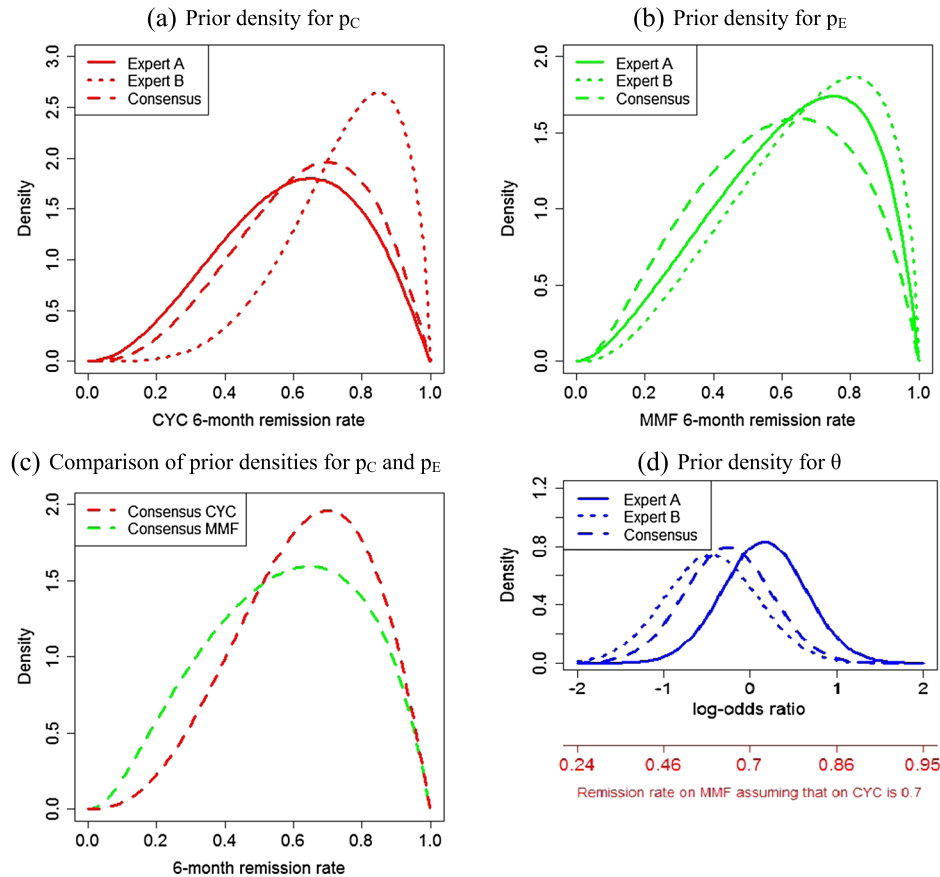 (a) Prior density for pC
Expert A
Expert B
Consensus
Density
0.0 0.5 1.0 1.5 2.0 2.5 3.0
0.0 0.2 0.4 0.6 0.8 1.0
CYC 6-month remission rate
(b) Prior density for pE
Expert A
Expert B
Consensus
Density
0.0 0.5 1.0 1.5 2.0
0.0 0.2 0.4 0.6 0.8 1.0
MMF 6-month remission rate
(c) Comparison of prior densities for pC and pE
Consensus CYC
Consensus MMF
Density
0.0 0.5 1.0 1.5 2.0
0.0 0.2 0.4 0.6 0.8 1.0
6-month remission rate
(d) Prior density for θ
Expert A
Expert B
Consensus
Density
0.0 0.4 0.8 1.2
-2 -1 0 1 2
log-odds ratio
0.24 0.46 0.7 0.86 0.95
Remission rate on MMF assuming that on CYC is 0.7